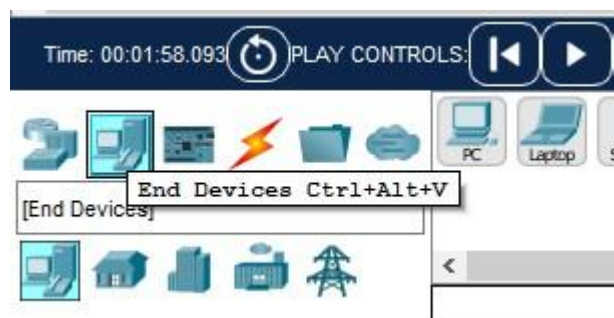 Time: 00:01:58.093 PLAY CONTROLS:
PC Laptop
End Devices Ctrl+Alt+V
[End Devices]